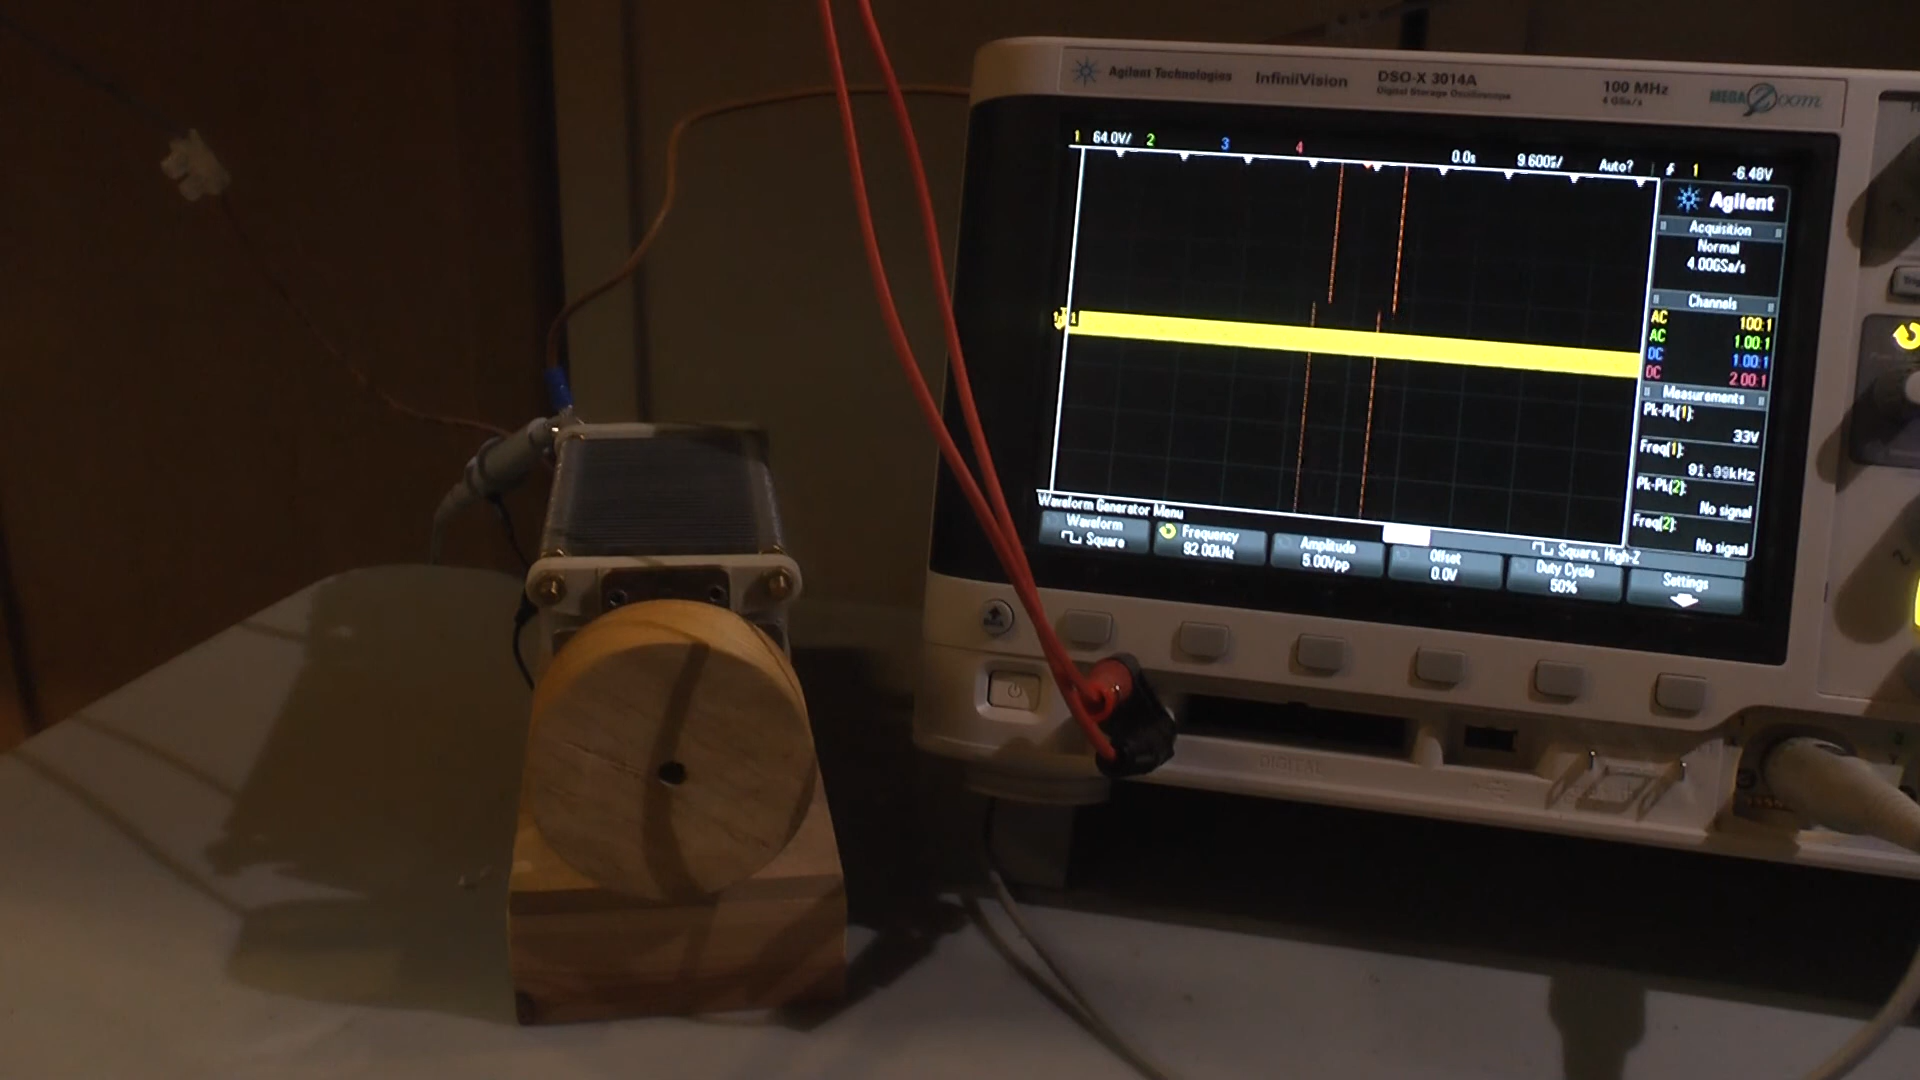 Agilent Technologies InfiniiVision DSO-X 3014A 100 MHz MEGA Zoom
Digital Storage Oscilloscope 4 GSa/s
1 64.0V/ 2 3 4 0.0s 9.600 Auto? 1 -6.48V
Agilent
Acquisition
Normal
4.00GSa/s
Channels
AC 100:1
AC 1.00:1
DC 1.00:1
DC 2.00:1
Measurements
Pk-Pk(1):
33V
Freq(1):
91.99kHz
Pk-Pk(2):
No signal
Freq(2):
No signal
Waveform Generator Menu
Square, High-Z
Waveform Frequency Amplitude Offset Duty Cycle Settings
Square 92.00kHz 5.00Vpp 0.0V 50%
DIGITAL